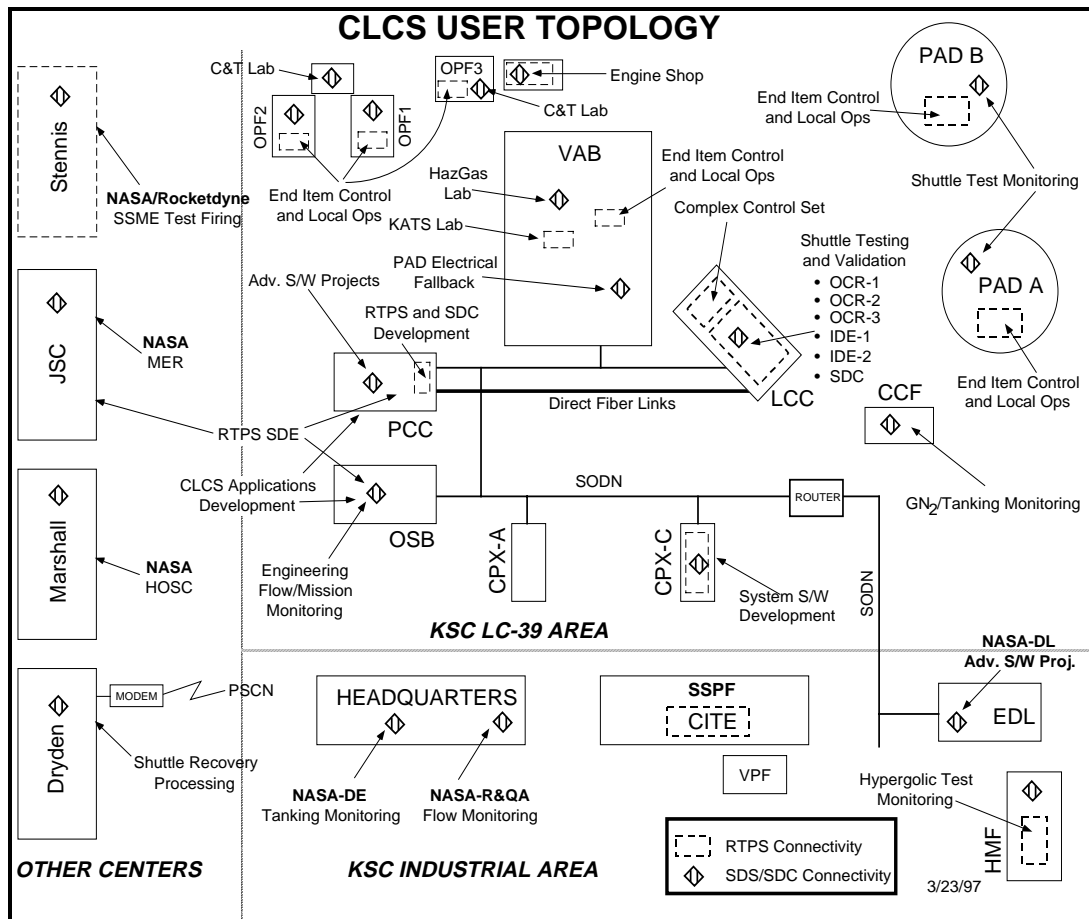 CLCS USER TOPOLOGY
C&T Lab
OPF2
OPF1
OPF3
Engine Shop
C&T Lab
End Item Control
and Local Ops
Stennis
NASA/Rocketdyne
SSME Test Firing
VAB
HazGas
Lab
KATS Lab
PAD Electrical
Fallback
End Item Control
and Local Ops
Complex Control Set
Shuttle Testing
and Validation
• OCR-1
• OCR-2
• OCR-3
• IDE-1
• IDE-2
• SDC
LCC
PAD B
End Item Control
and Local Ops
Shuttle Test Monitoring
PAD A
End Item Control
and Local Ops
Adv. S/W Projects
RTPS and SDC
Development
PCC
Direct Fiber Links
CCF
GN2/Tanking Monitoring
JSC
NASA
MER
RTPS SDE
CLCS Applications
Development
OSB
Engineering
Flow/Mission
Monitoring
SODN
ROUTER
CPX-A
CPX-C
System S/W
Development
SODN
KSC LC-39 AREA
Marshall
NASA
HOSC
Dryden
MODEM
PSCN
Shuttle Recovery
Processing
OTHER CENTERS
HEADQUARTERS
NASA-DE
Tanking Monitoring
NASA-R&QA
Flow Monitoring
SSPF
CITE
VPF
NASA-DL
Adv. S/W Proj.
EDL
Hypergolic Test
Monitoring
HMF
KSC INDUSTRIAL AREA
RTPS Connectivity
SDS/SDC Connectivity
3/23/97